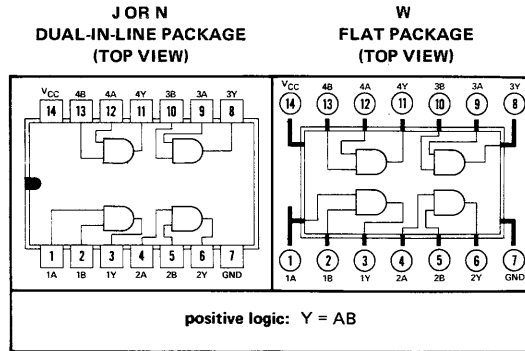 J OR N
DUAL-IN-LINE PACKAGE
(TOP VIEW)
W
FLAT PACKAGE
(TOP VIEW)
VCC 4B 4A 4Y 3B 3A 3Y
14 13 12 11 10 9 8
1 2 3 4 5 6 7
1A 1B 1Y 2A 2B 2Y GND
VCC 4B 4A 4Y 3B 3A 3Y
14 13 12 11 10 9 8
1 2 3 4 5 6 7
1A 1B 1Y 2A 2B 2Y GND
positive logic: Y = AB